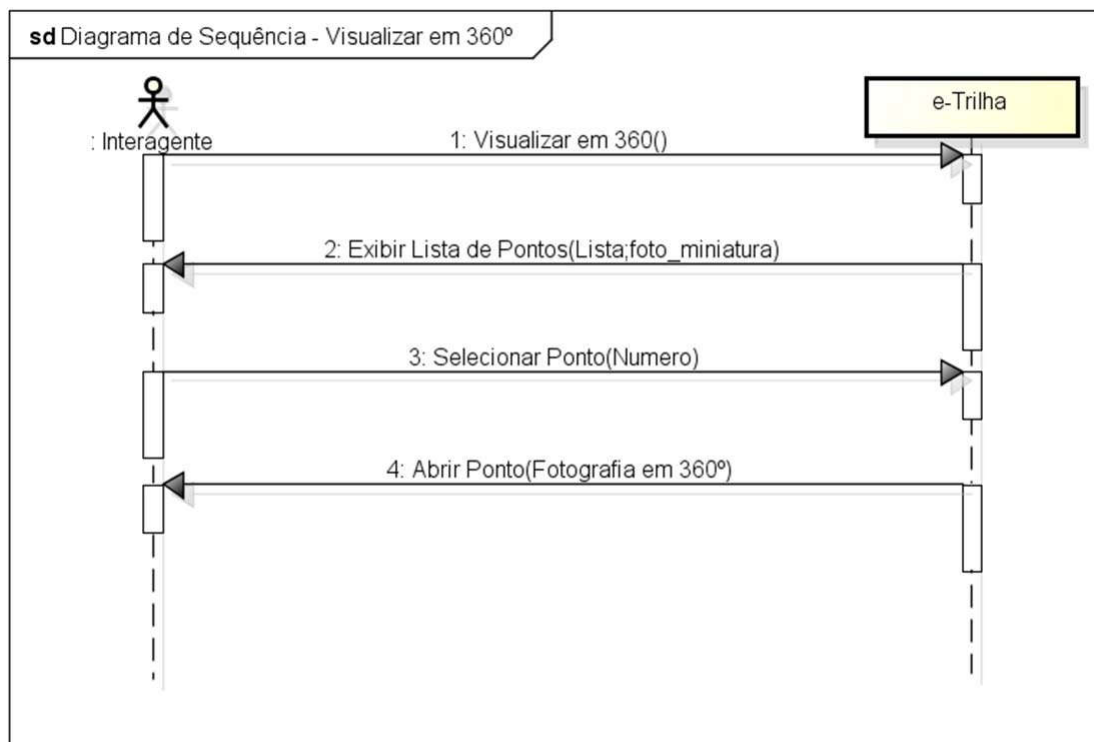 sd Diagrama de Sequência - Visualizar em 360º
: Interagente
e-Trilha
1: Visualizar em 360()
2: Exibir Lista de Pontos(Lista;foto_miniatura)
3: Selecionar Ponto(Numero)
4: Abrir Ponto(Fotografia em 360º)